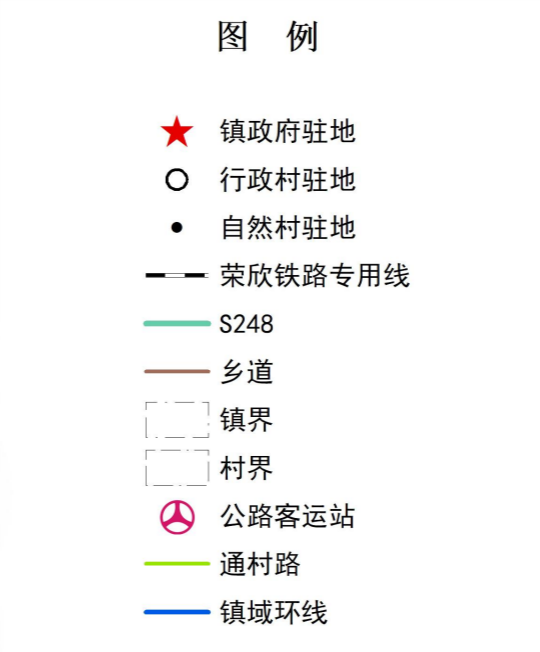 图 例
镇政府驻地
行政村驻地
自然村驻地
荣欣铁路专用线
S248
乡道
镇界
村界
公路客运站
通村路
镇域环线